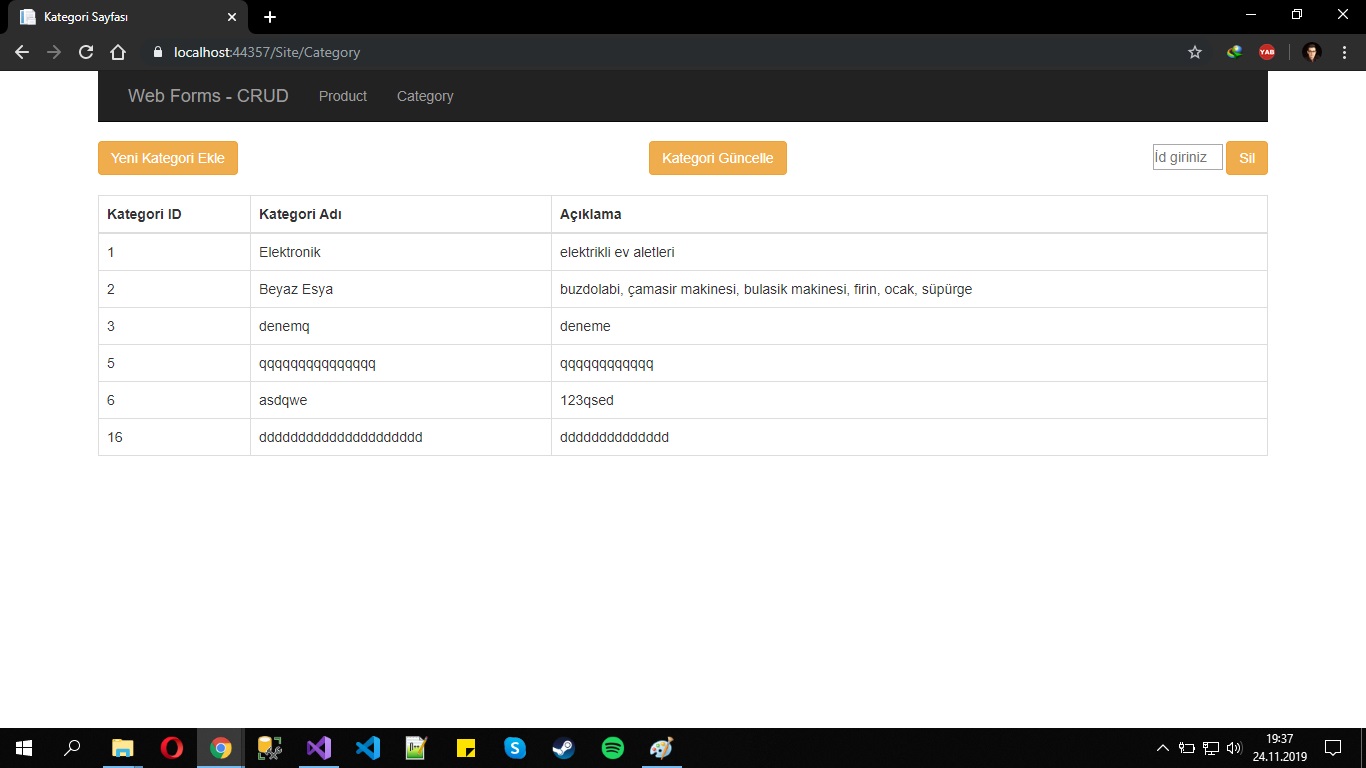 Kategori Sayfası
localhost:44357/Site/Category
YAB
Web Forms - CRUD Product Category
Yeni Kategori Ekle Kategori Güncelle İd giriniz Sil
Kategori ID Kategori Adı Açıklama
1 Elektronik elektrikli ev aletleri
2 Beyaz Esya buzdolabi, çamasir makinesi, bulasik makinesi, firin, ocak, süpürge
3 denemq deneme
5 qqqqqqqqqqqqqqq qqqqqqqqqqqq
6 asdqwe 123qsed
16 ddddddddddddddddddddd dddddddddddddd
19:37
24.11.2019